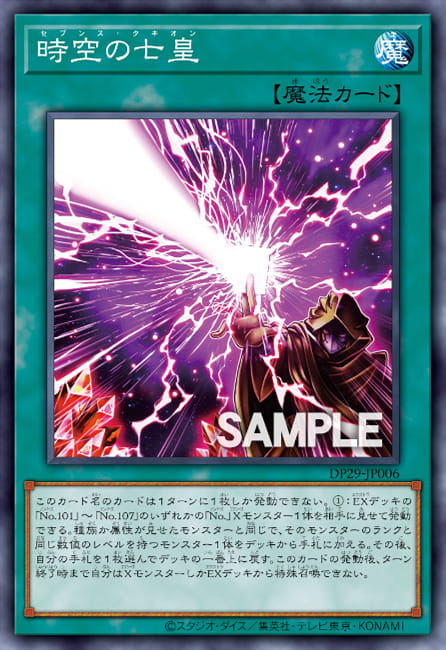 セブンス・タキオン
時空の七皇
魔
【魔法カード】
SAMPLE
DP29-JP006
このカード名のカードは1ターンに1枚しか発動できない。①:EXデッキの
「No.101」~「No.107」のいずれかの「No.」Xモンスター1体を相手に見せて発動
できる。種族か属性が見せたモンスターと同じで、そのモンスターのランクと
同じ数値のレベルを持つモンスター1体をデッキから手札に加える。その後、
自分の手札を1枚選んでデッキの一番上に戻す。このカードの発動後、ターン
終了時まで自分はXモンスターしかEXデッキから特殊召喚できない。
©スタジオ・ダイス/集英社・テレビ東京・KONAMI